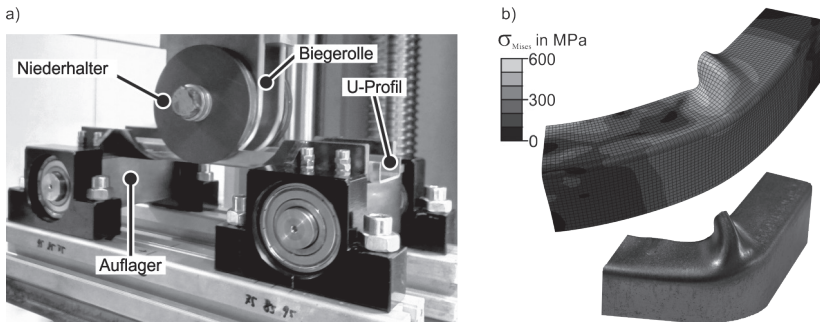 a)
Niederhalter
Biegerolle
U-Profil
Auflager
b)
σMises in MPa
600
300
0